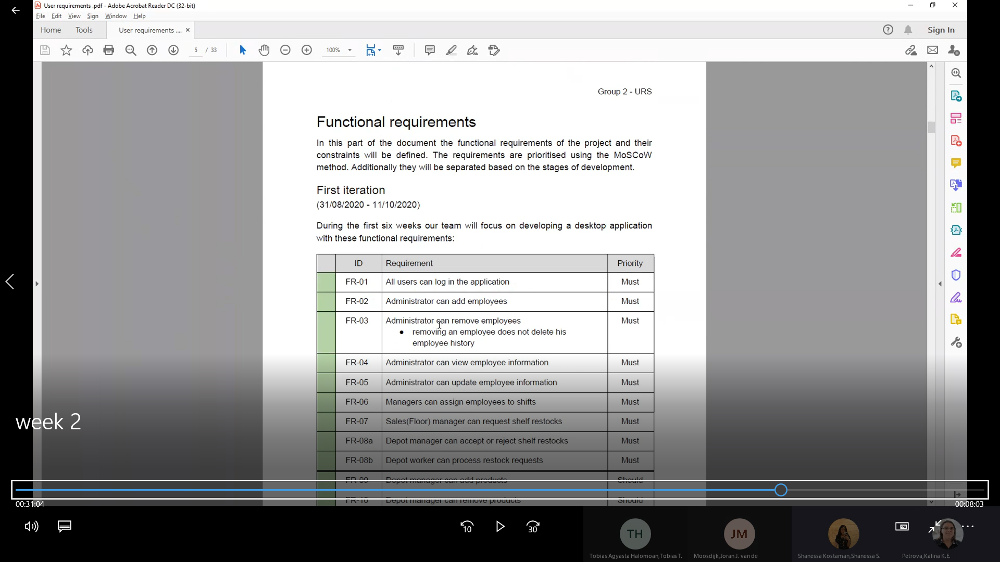 User requirements .pdf - Adobe Acrobat Reader DC (32-bit)
File Edit View Sign Window Help
Home Tools User requirements .... × Sign In
5 / 33 100%
Group 2 - URS
Functional requirements
In this part of the document the functional requirements of the project and their
constraints will be defined. The requirements are prioritised using the MoSCoW
method. Additionally they will be separated based on the stages of development.
First iteration
(31/08/2020 - 11/10/2020)
During the first six weeks our team will focus on developing a desktop application
with these functional requirements:
ID Requirement Priority
FR-01 All users can log in the application Must
FR-02 Administrator can add employees Must
FR-03 Administrator can remove employees Must
● removing an employee does not delete his
employee history
FR-04 Administrator can view employee information Must
FR-05 Administrator can update employee information Must
FR-06 Managers can assign employees to shifts Must
FR-07 Sales(Floor) manager can request shelf restocks Must
week 2
FR-08a Depot manager can accept or reject shelf restocks Must
FR-08b Depot worker can process restock requests Must
FR-09 Depot manager can add products Should
FR-10 Depot manager can remove products Should
00:31:04 00:08:03
10 30
TH JM
Tobias Agyasta Halomoan,Tobias T. Moosdijk,Joran J. van de Shanessa Kostaman,Shanessa S. Petrova,Kalina K.E.